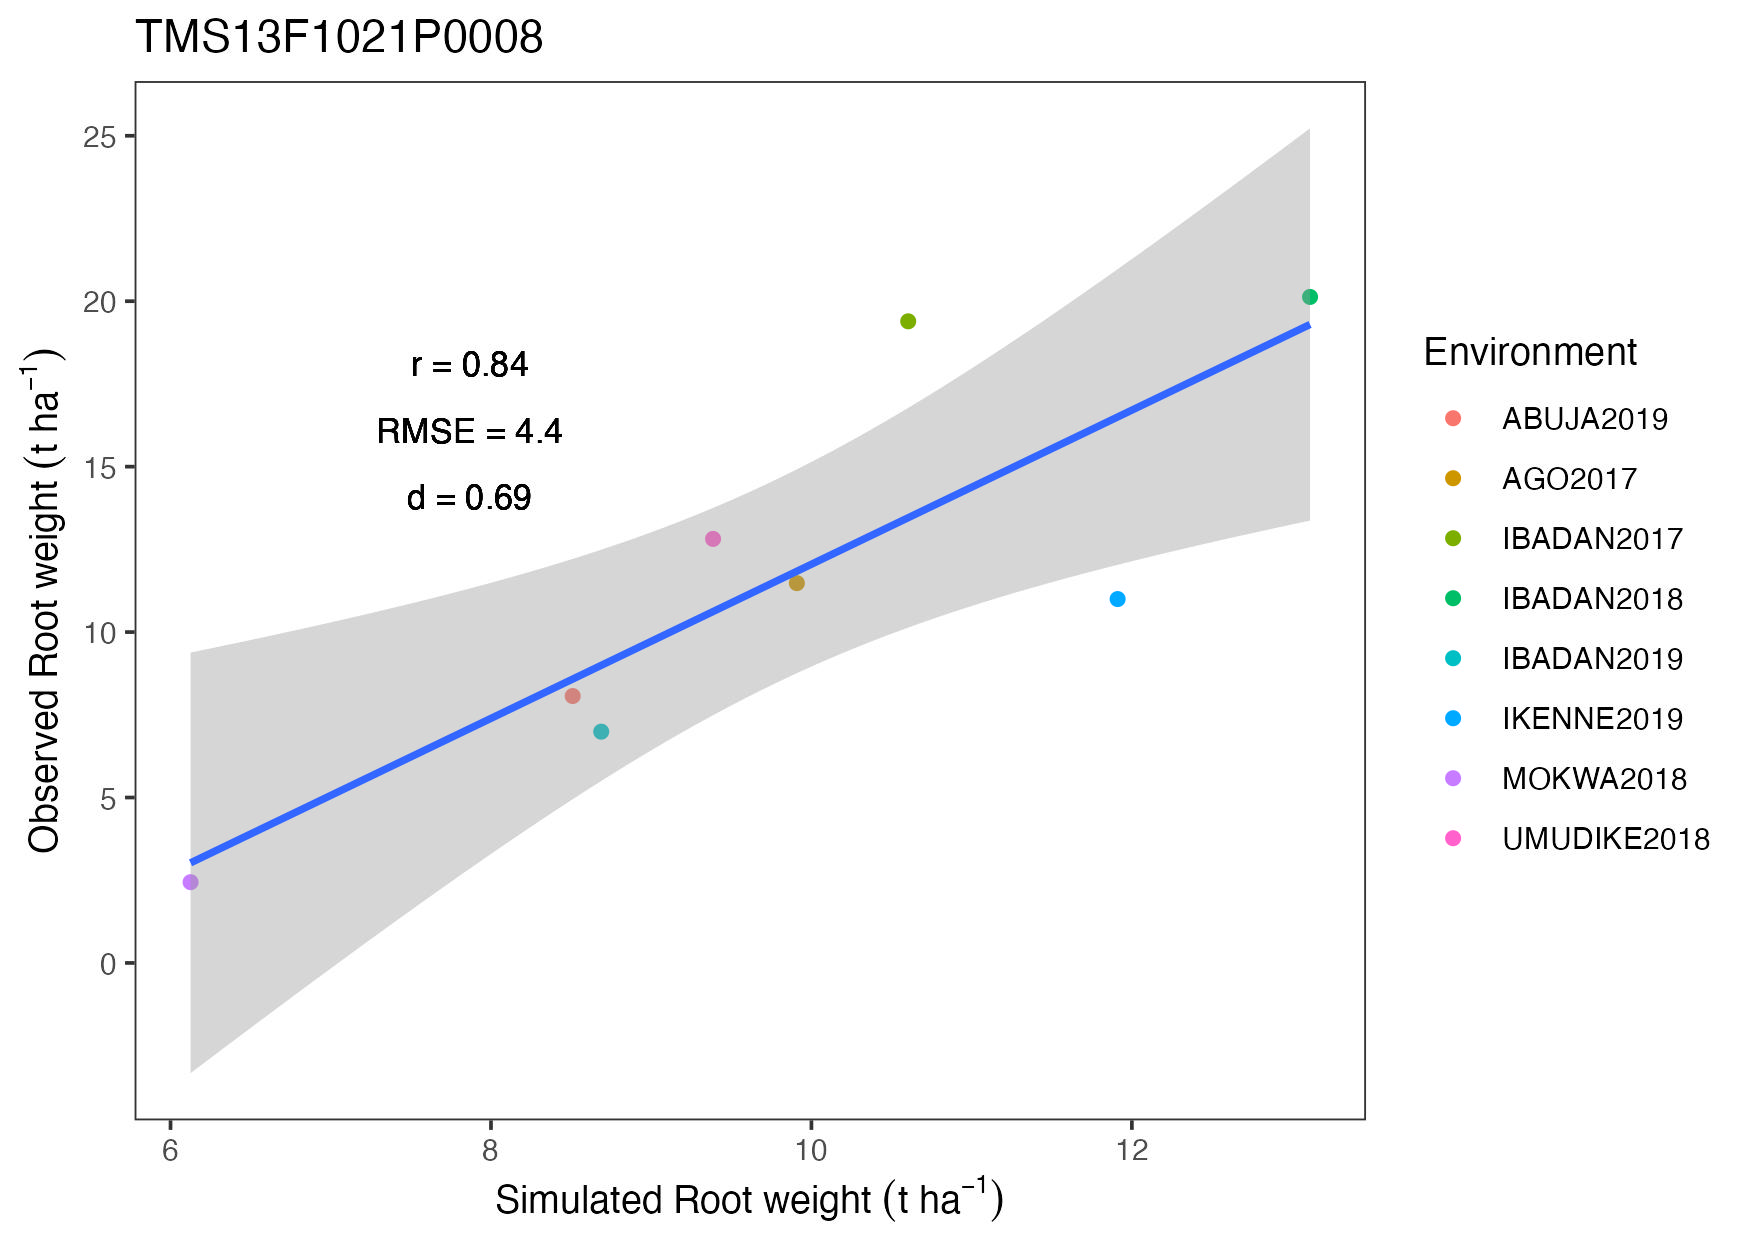 TMS13F1021P0008
25
20
15
10
5
0
Observed Root weight (t ha⁻¹)
r = 0.84
RMSE = 4.4
d = 0.69
6 8 10 12
Simulated Root weight (t ha⁻¹)
Environment
ABUJA2019
AGO2017
IBADAN2017
IBADAN2018
IBADAN2019
IKENNE2019
MOKWA2018
UMUDIKE2018